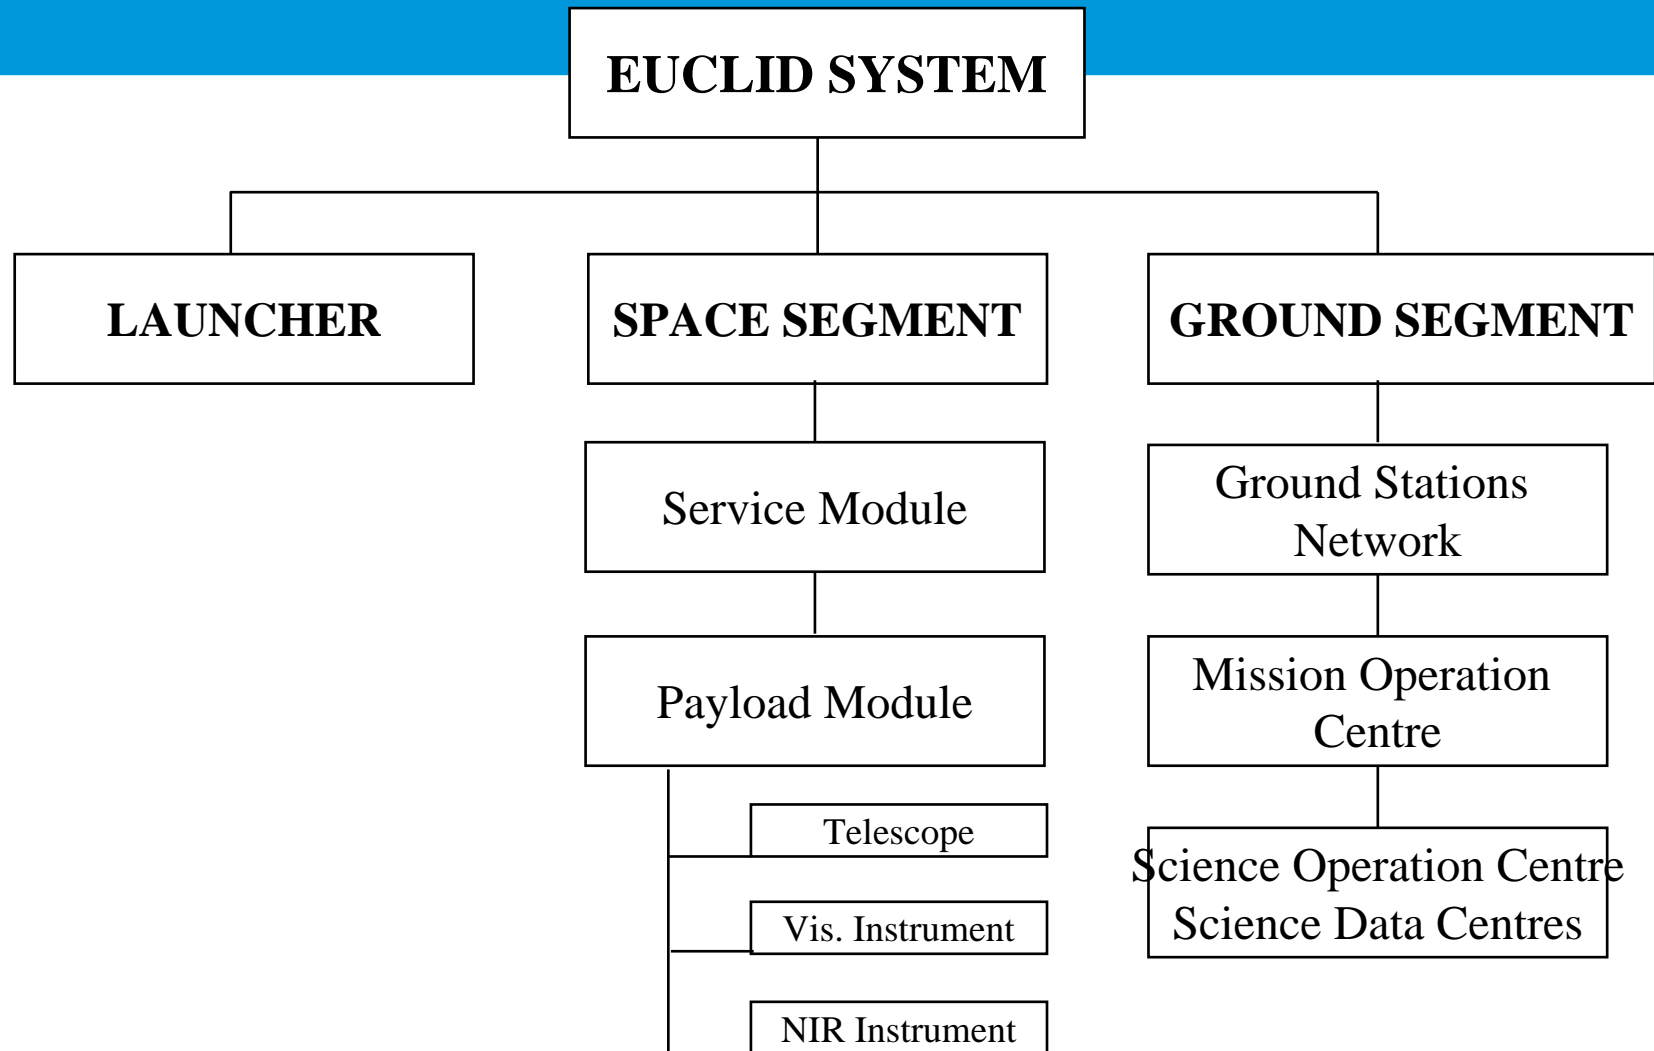 EUCLID SYSTEM
LAUNCHER
SPACE SEGMENT
GROUND SEGMENT
Service Module
Payload Module
Telescope
Vis. Instrument
NIR Instrument
Ground Stations
Network
Mission Operation
Centre
Science Operation Centre
Science Data Centres